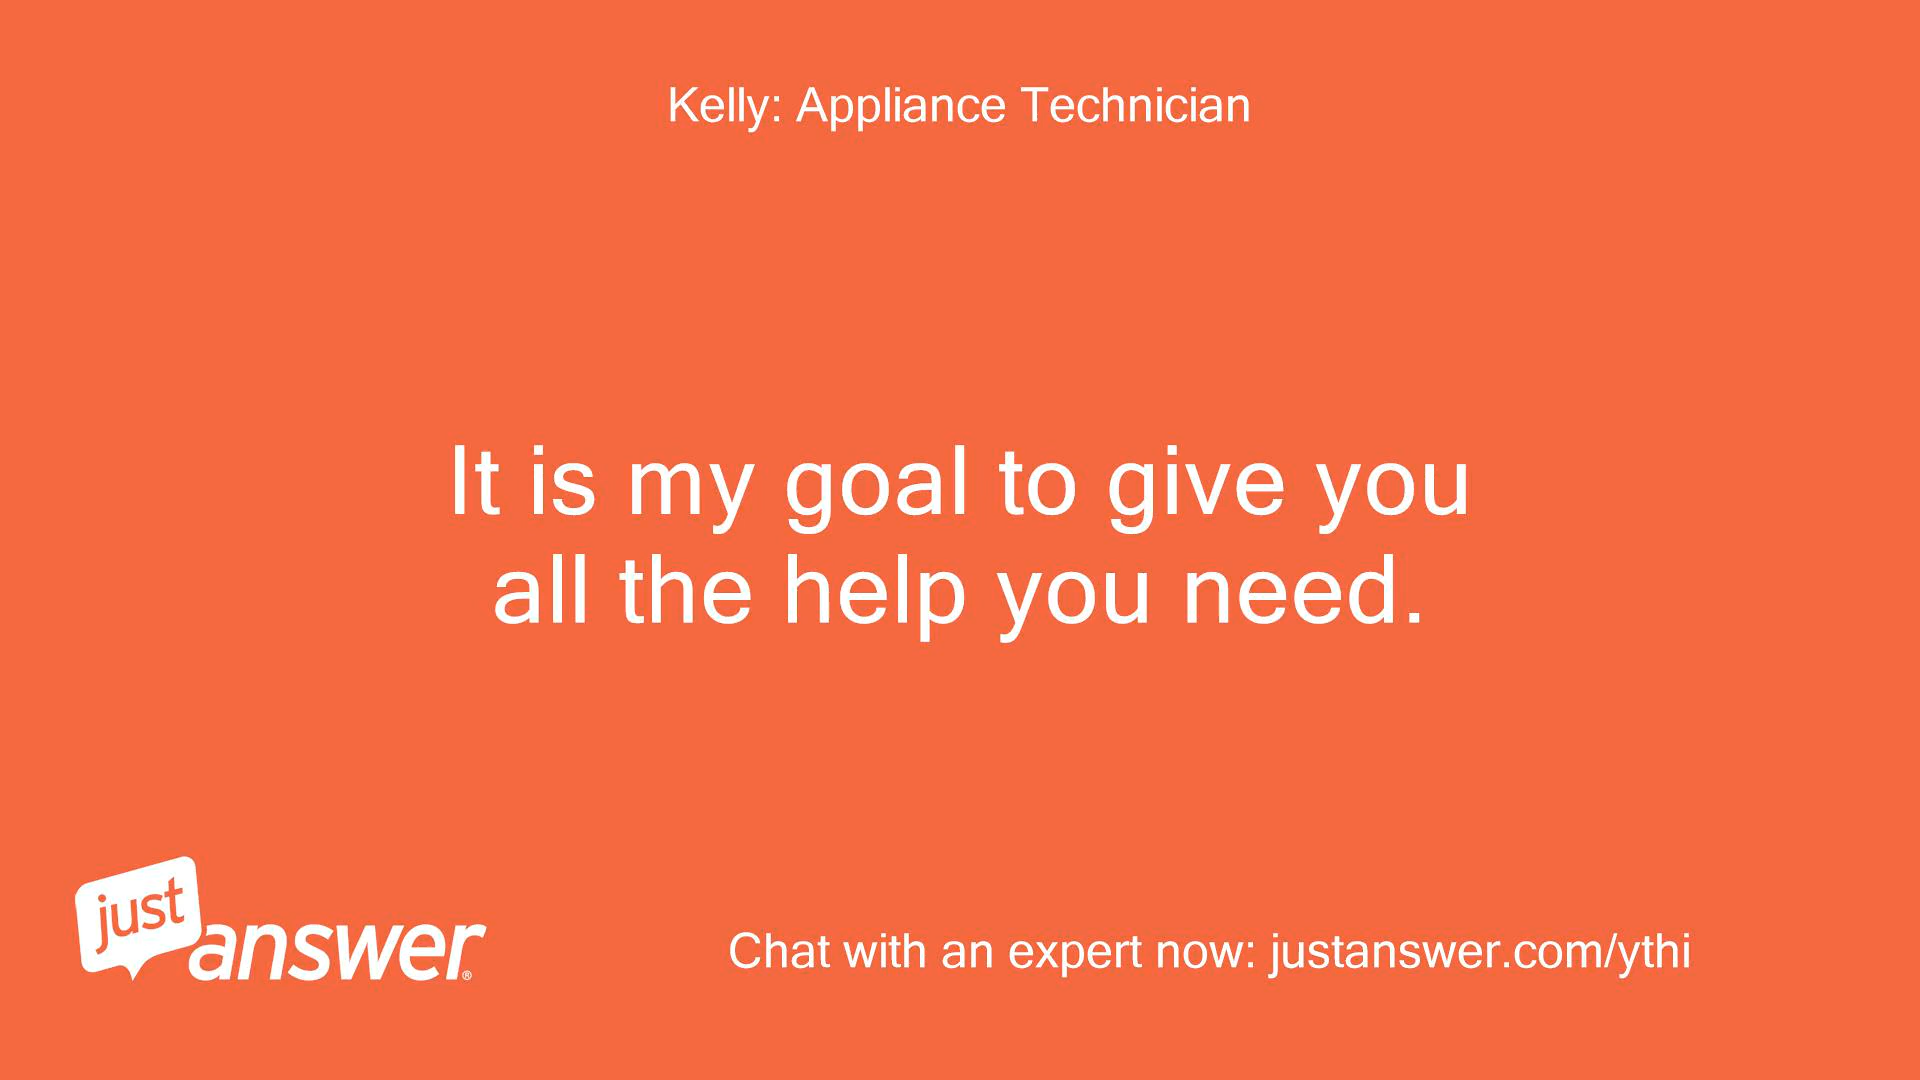 Kelly: Appliance Technician
It is my goal to give you
all the help you need.
just
answer®
Chat with an expert now: justanswer.com/ythi